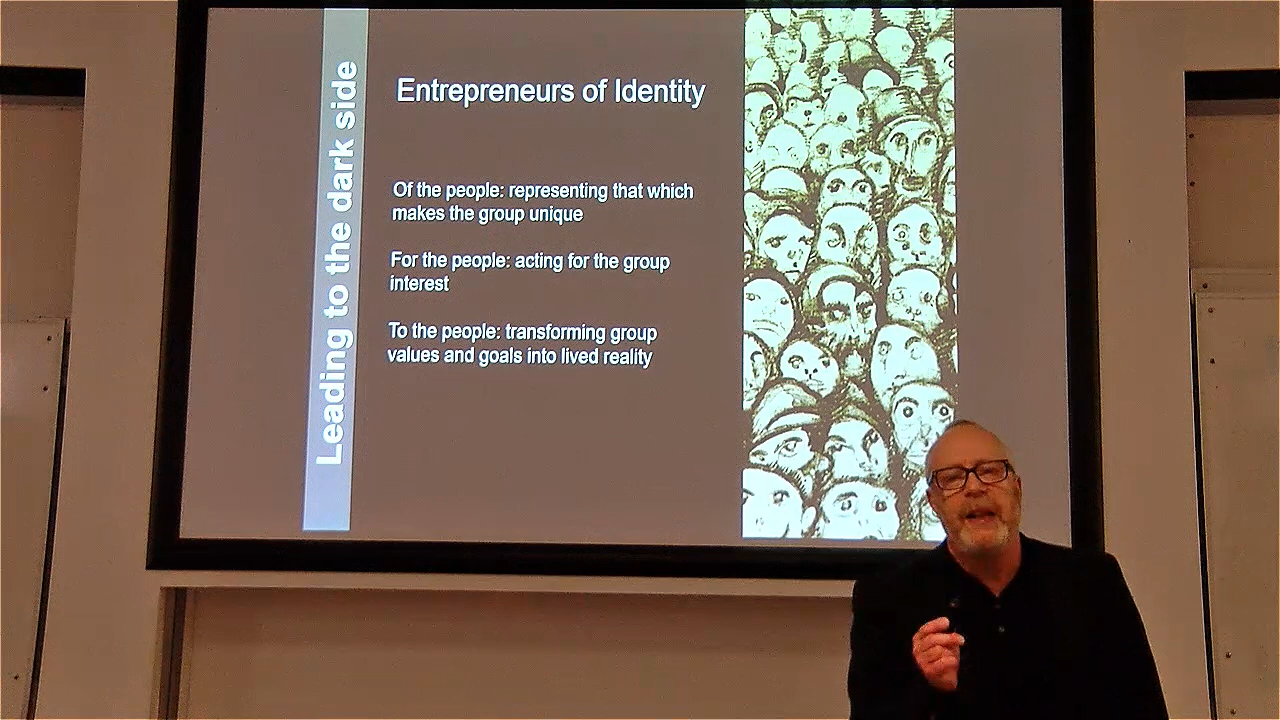 Leading to the dark side
Entrepreneurs of Identity
Of the people: representing that which
makes the group unique
For the people: acting for the group
interest
To the people: transforming group
values and goals into lived reality